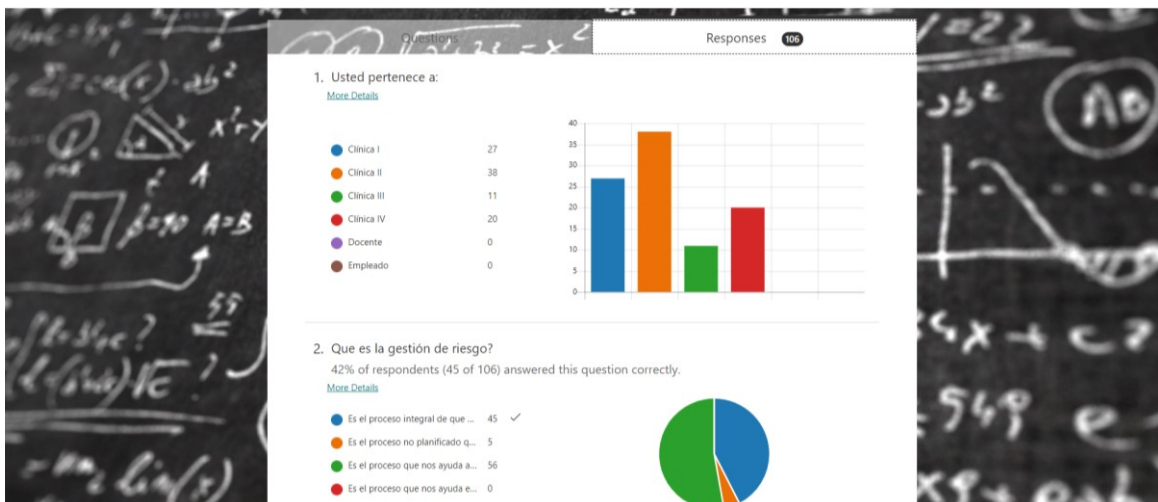 Questions
Responses 106
1. Usted pertenece a:
More Details
Clínica I 27
Clínica II 38
Clínica III 11
Clínica IV 20
Docente 0
Empleado 0
40
35
30
25
20
15
10
5
0
2. Que es la gestión de riesgo?
42% of respondents (45 of 106) answered this question correctly.
More Details
Es el proceso integral de que ... 45
Es el proceso no planificado q... 5
Es el proceso que nos ayuda a... 56
Es el proceso que nos ayuda e... 0